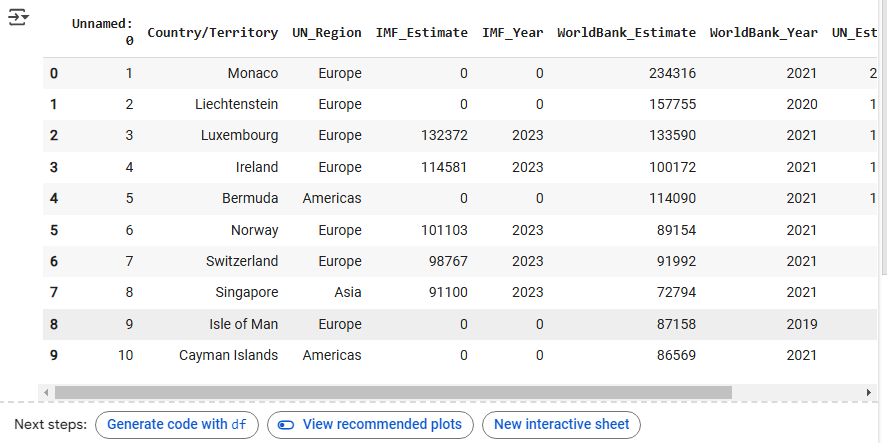 Unnamed: 0 Country/Territory UN_Region IMF_Estimate IMF_Year WorldBank_Estimate WorldBank_Year UN_Est
0 1 Monaco Europe 0 0 234316 2021 2
1 2 Liechtenstein Europe 0 0 157755 2020 1
2 3 Luxembourg Europe 132372 2023 133590 2021 1
3 4 Ireland Europe 114581 2023 100172 2021 1
4 5 Bermuda Americas 0 0 114090 2021 1
5 6 Norway Europe 101103 2023 89154 2021
6 7 Switzerland Europe 98767 2023 91992 2021
7 8 Singapore Asia 91100 2023 72794 2021
8 9 Isle of Man Europe 0 0 87158 2019
9 10 Cayman Islands Americas 0 0 86569 2021
Next steps: Generate code with df View recommended plots New interactive sheet